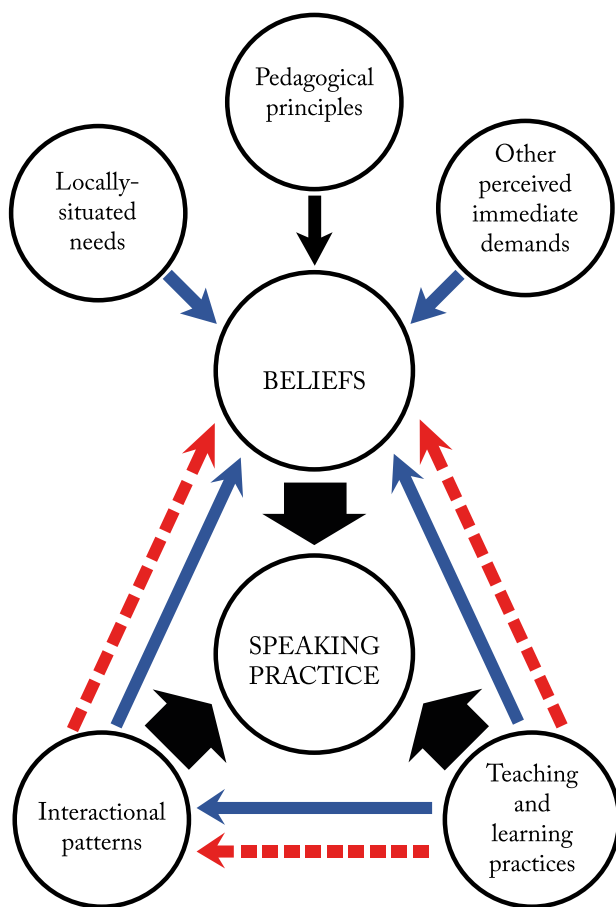 Pedagogical
principles
Locally-
situated
needs
Other
perceived
immediate
demands
BELIEFS
SPEAKING
PRACTICE
Interactional
patterns
Teaching
and
learning
practices